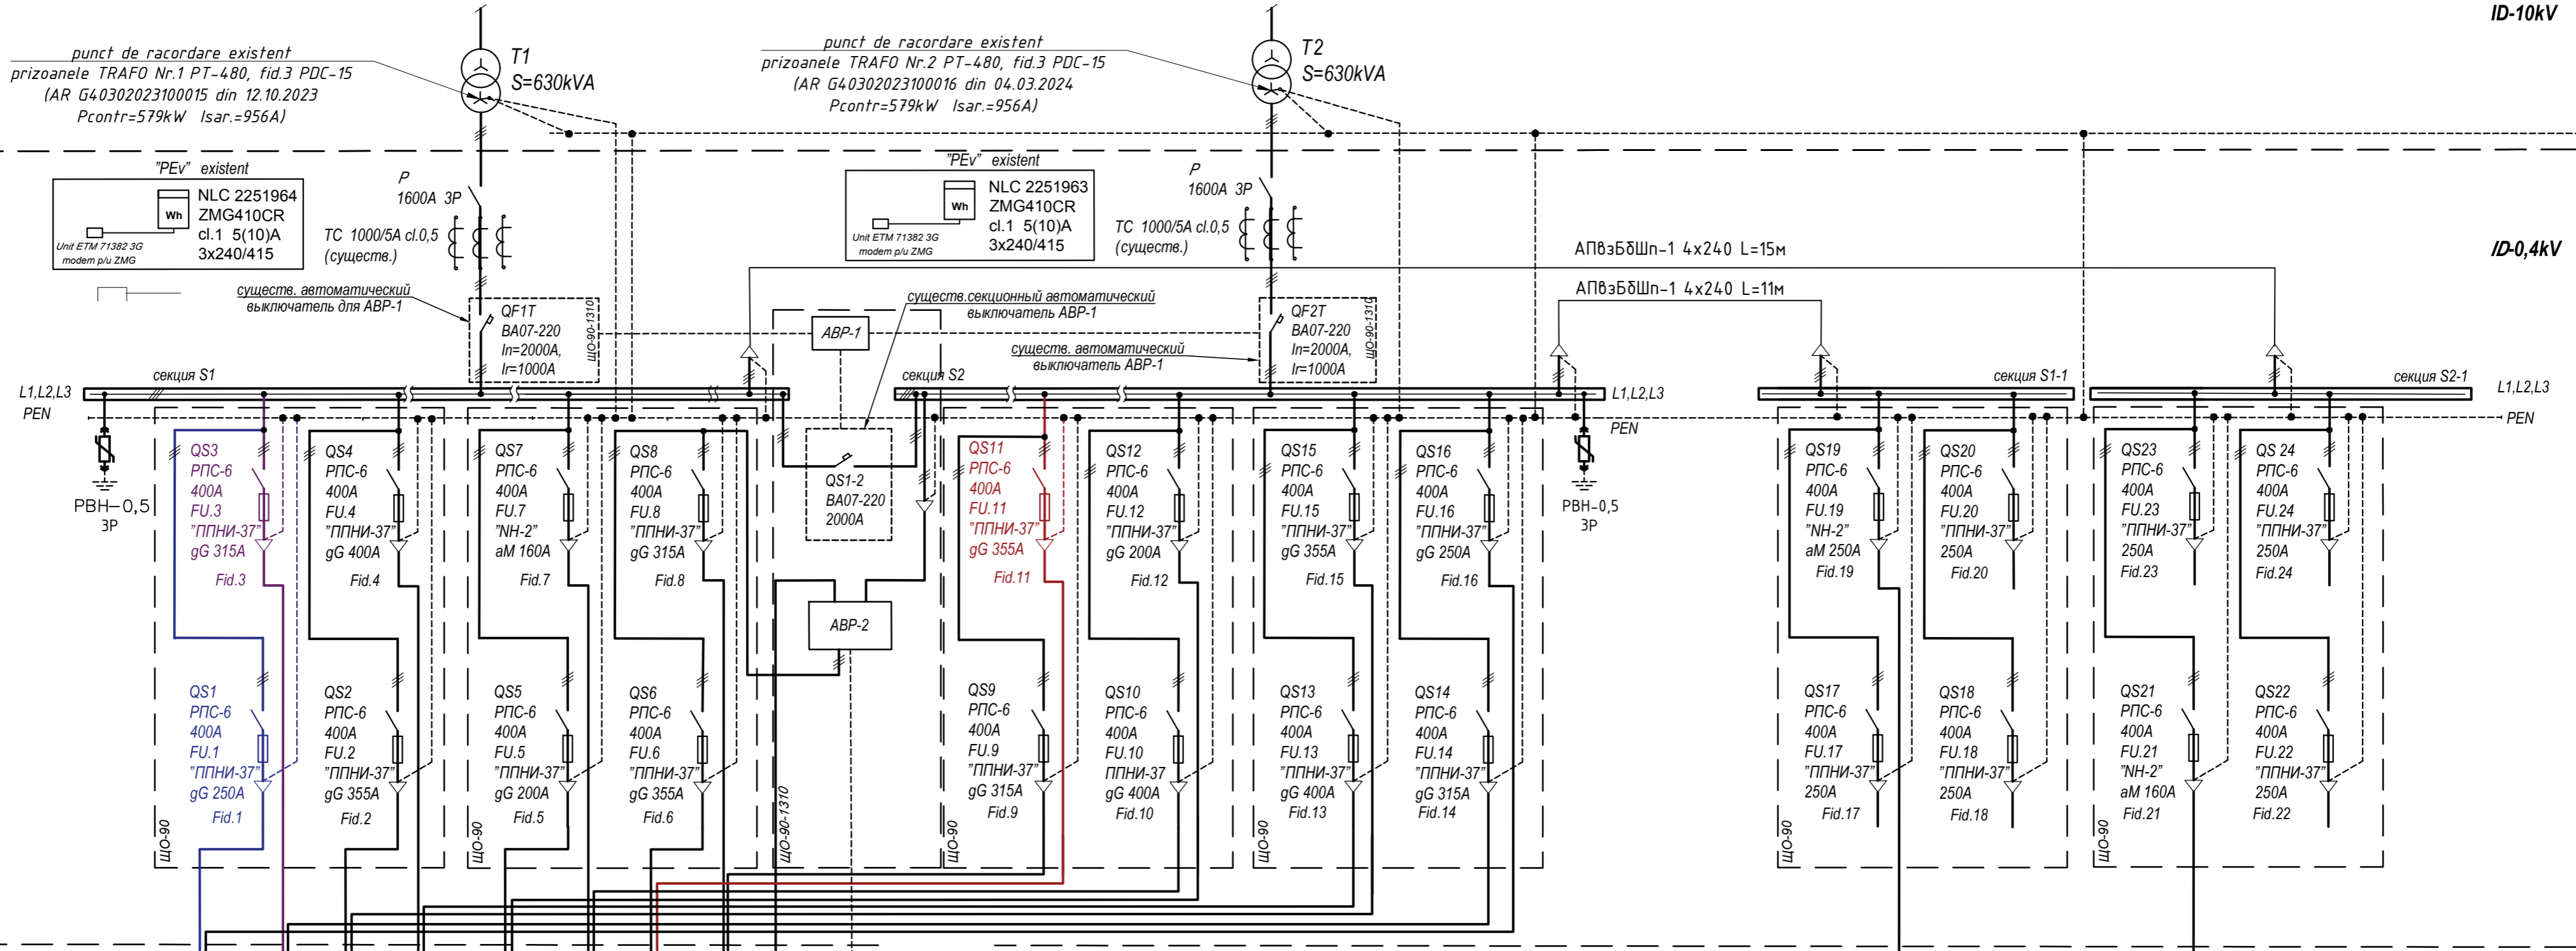 ID-10kV
punct de racordare existent
prizoanele TRAFO Nr.1 PT-480, fid.3 PDC-15
(AR G40302023100015 din 12.10.2023
Pcontr=579kW Isar.=956A)
T1
S=630kVA
punct de racordare existent
prizoanele TRAFO Nr.2 PT-480, fid.3 PDC-15
(AR G40302023100016 din 04.03.2024
Pcontr=579kW Isar.=956A)
T2
S=630kVA
"PEv" existent
NLC 2251964
ZMG410CR
cl.1 5(10)A
3x240/415
Wh
Unit ETM 71382 3G
modem p/u ZMG
P
1600A 3P
TC 1000/5A cl.0,5
(существ.)
"PEv" existent
NLC 2251963
ZMG410CR
cl.1 5(10)A
3x240/415
Wh
Unit ETM 71382 3G
modem p/u ZMG
P
1600A 3P
TC 1000/5A cl.0,5
(существ.)
АПвзБбШп-1 4x240 L=15м
АПвзБбШп-1 4x240 L=11м
ID-0,4kV
существ. автоматический
выключатель для АВР-1
QF1T
ВА07-220
In=2000A,
Ir=1000A
ЩО-90-1310
АВР-1
существ.секционный автоматический
выключатель АВР-1
существ. автоматический
выключатель АВР-1
QF2T
ВА07-220
In=2000A,
Ir=1000A
ЩО-90-1310
L1,L2,L3
PEN
секция S1
секция S2
L1,L2,L3
PEN
секция S1-1
секция S2-1
L1,L2,L3
PEN
РВН-0,5
3P
QS3
РПС-6
400A
FU.3
"ППНИ-37"
gG 315A
Fid.3
QS4
РПС-6
400A
FU.4
"ППНИ-37"
gG 400A
Fid.4
QS7
РПС-6
400A
FU.7
"NH-2"
aM 160A
Fid.7
QS8
РПС-6
400A
FU.8
"ППНИ-37"
gG 315A
Fid.8
QS1-2
ВА07-220
2000A
АВР-2
QS11
РПС-6
400A
FU.11
"ППНИ-37"
gG 355A
Fid.11
QS12
РПС-6
400A
FU.12
"ППНИ-37"
gG 200A
Fid.12
QS15
РПС-6
400A
FU.15
"ППНИ-37"
gG 355A
Fid.15
QS16
РПС-6
400A
FU.16
"ППНИ-37"
gG 250A
Fid.16
РВН-0,5
3P
QS19
РПС-6
400A
FU.19
"NH-2"
aM 250A
Fid.19
QS20
РПС-6
400A
FU.20
"ППНИ-37"
250A
Fid.20
QS23
РПС-6
400A
FU.23
"ППНИ-37"
250A
Fid.23
QS 24
РПС-6
400A
FU.24
"ППНИ-37"
250A
Fid.24
QS1
РПС-6
400A
FU.1
"ППНИ-37"
gG 250A
Fid.1
ЩО-90
QS2
РПС-6
400A
FU.2
"ППНИ-37"
gG 355A
Fid.2
QS5
РПС-6
400A
FU.5
"ППНИ-37"
gG 200A
Fid.5
ЩО-90
QS6
РПС-6
400A
FU.6
"ППНИ-37"
gG 355A
Fid.6
ЩО-90-1310
QS9
РПС-6
400A
FU.9
"ППНИ-37"
gG 315A
Fid.9
ЩО-90
QS10
РПС-6
400A
FU.10
ППНИ-37
gG 400A
Fid.10
QS13
РПС-6
400A
FU.13
"ППНИ-37"
gG 400A
Fid.13
ЩО-90
QS14
РПС-6
400A
FU.14
"ППНИ-37"
gG 315A
Fid.14
QS17
РПС-6
400A
FU.17
"ППНИ-37"
250A
Fid.17
ЩО-90
QS18
РПС-6
400A
FU.18
"ППНИ-37"
250A
Fid.18
QS21
РПС-6
400A
FU.21
"NH-2"
aM 160A
Fid.21
ЩО-90
QS22
РПС-6
400A
FU.22
"ППНИ-37"
250A
Fid.22